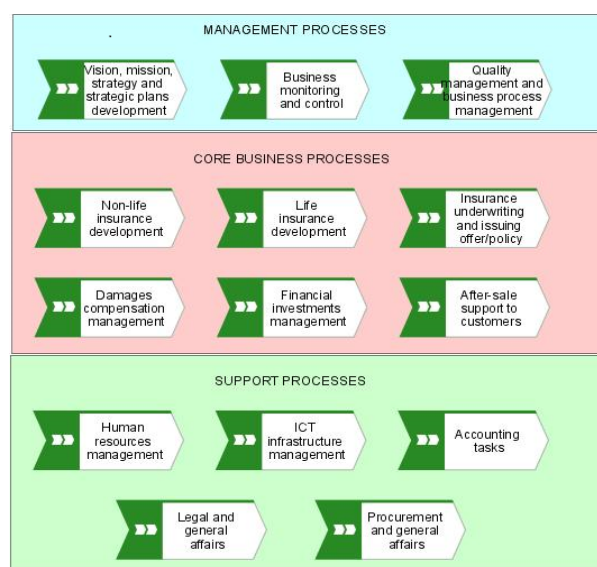 MANAGEMENT PROCESSES
Vision, mission,
strategy and
strategic plans
development
Business
monitoring
and control
Quality
management and
business process
management
CORE BUSINESS PROCESSES
Non-life
insurance
development
Life
insurance
development
Insurance
underwriting
and issuing
offer/policy
Damages
compensation
management
Financial
investments
management
After-sale
support to
customers
SUPPORT PROCESSES
Human
resources
management
ICT
infrastructure
management
Accounting
tasks
Legal and
general
affairs
Procurement
and general
affairs